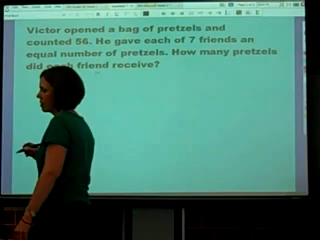 Victor opened a bag of pretzels and
counted 56. He gave each of 7 friends an
equal number of pretzels. How many pretzels
did each friend receive?